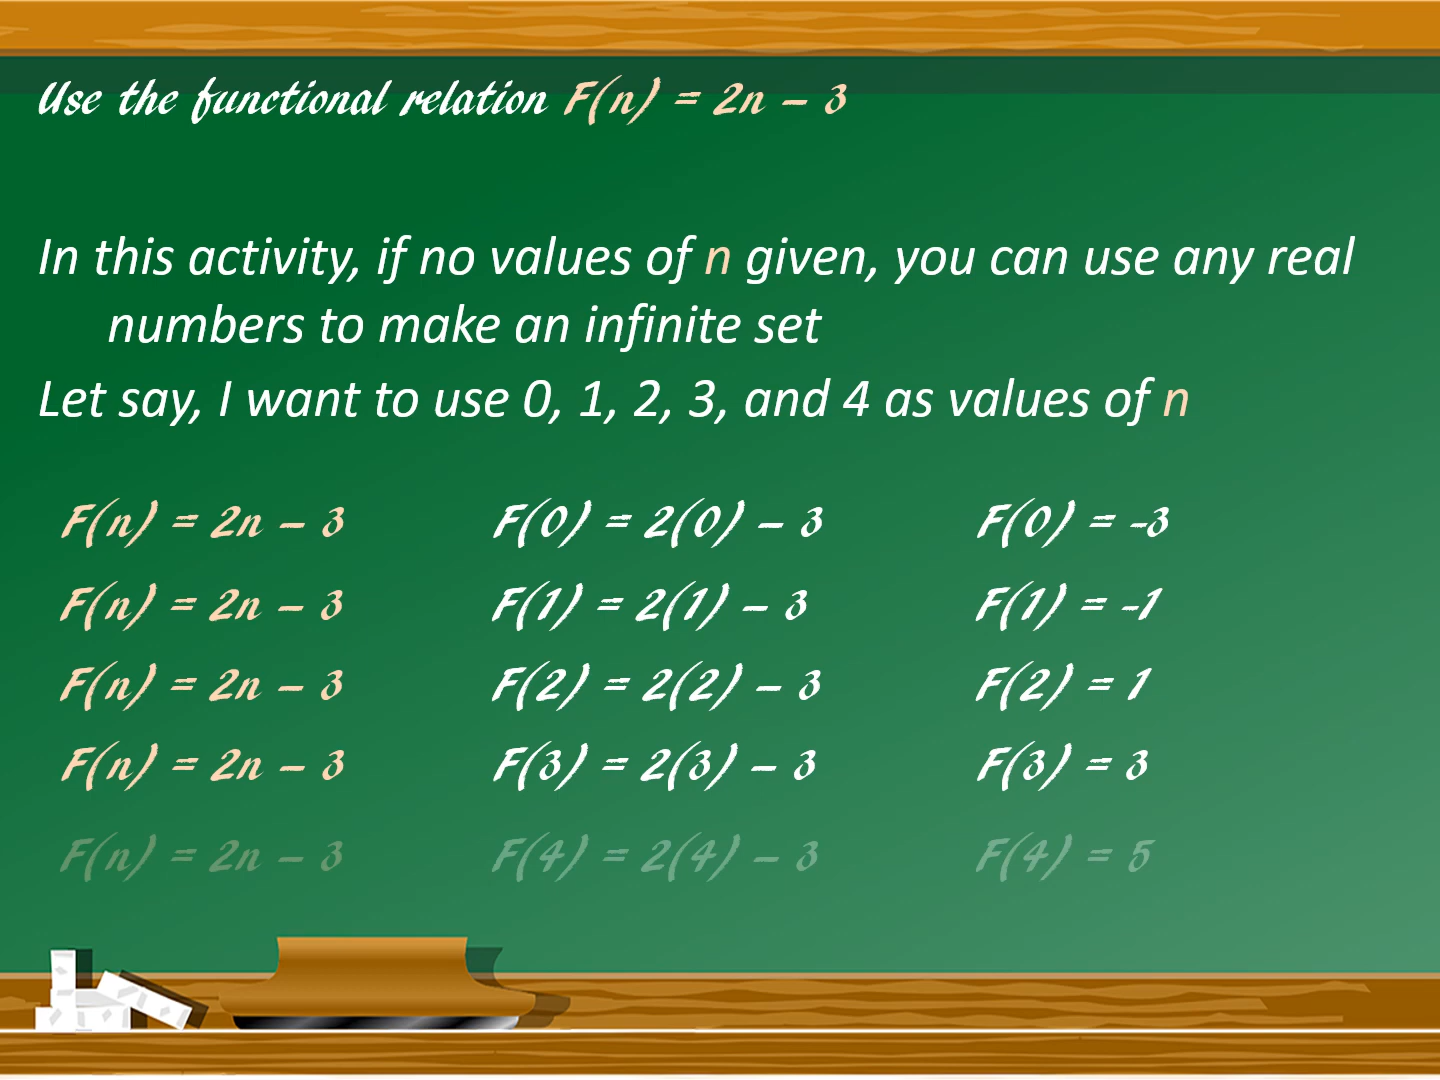 Use the functional relation F(n) = 2n – 3
In this activity, if no values of n given, you can use any real
numbers to make an infinite set
Let say, I want to use 0, 1, 2, 3, and 4 as values of n
F(n) = 2n – 3 F(0) = 2(0) – 3 F(0) = -3
F(n) = 2n – 3 F(1) = 2(1) – 3 F(1) = -1
F(n) = 2n – 3 F(2) = 2(2) – 3 F(2) = 1
F(n) = 2n – 3 F(3) = 2(3) – 3 F(3) = 3
F(n) = 2n – 3 F(4) = 2(4) – 3 F(4) = 5